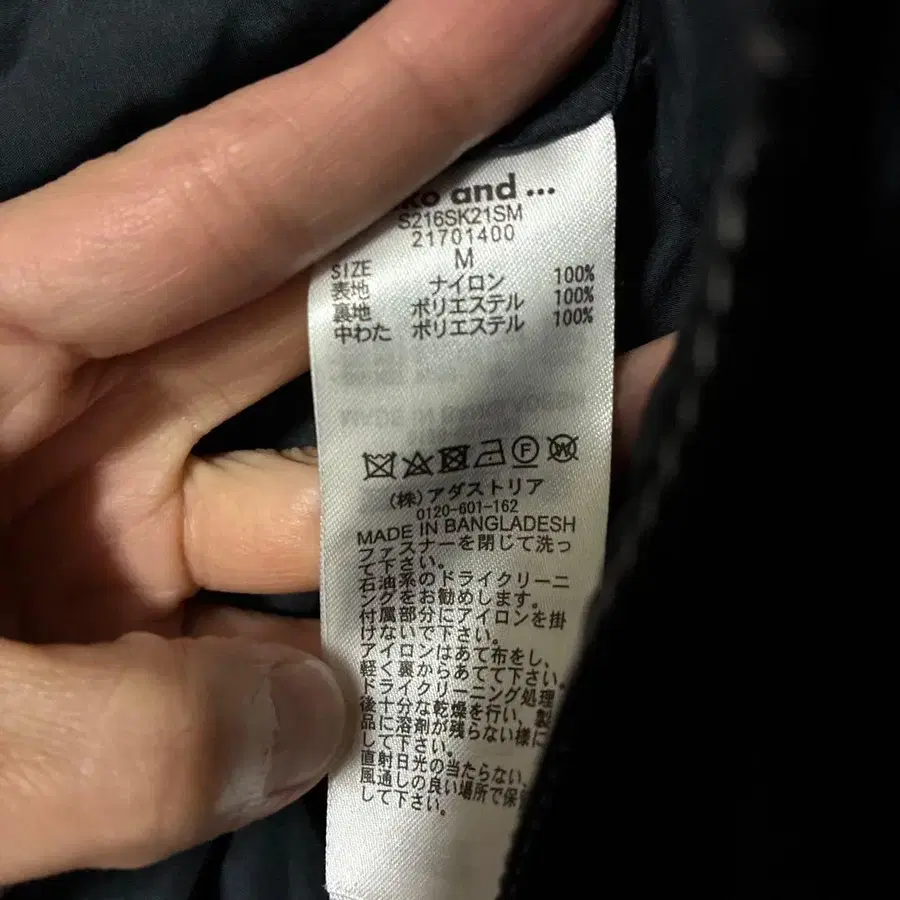 ko and ...
S216SK21SM
21701400
SIZE M
表地 ナイロン 100%
裏地 ポリエステル 100%
中わた ポリエステル 100%
F
W
(株)アダストリア
0120-601-162
MADE IN BANGLADESH
ファスナーを閉じて洗っ
て下さい。
石油系のドライクリーニ
ングをお勧めします。
付属部分にアイロンを掛
けないで下さい。
アイロンはあて布をし、
軽く裏からあてて下さい。
ドライクリーニング処理
後十分な乾燥を行い、製
品に溶剤が残らない様に
して下さい。
直射日光の当たらない、
風通しの良い場所で保管
して下さい。